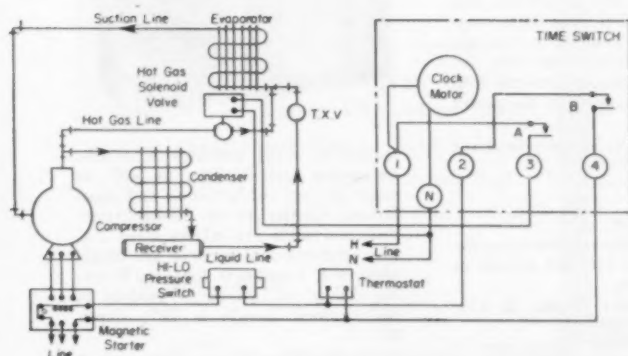 Suction Line
Evaporator
TIME SWITCH
Hot Gas
Solenoid
Valve
Clock
Motor
T.X.V
Hot Gas Line
A
B
Condenser
1
2
3
4
N
Compressor
Receiver
Liquid Line
H
N
Line
HI-LO
Pressure
Switch
Thermostat
Magnetic
Starter
Line